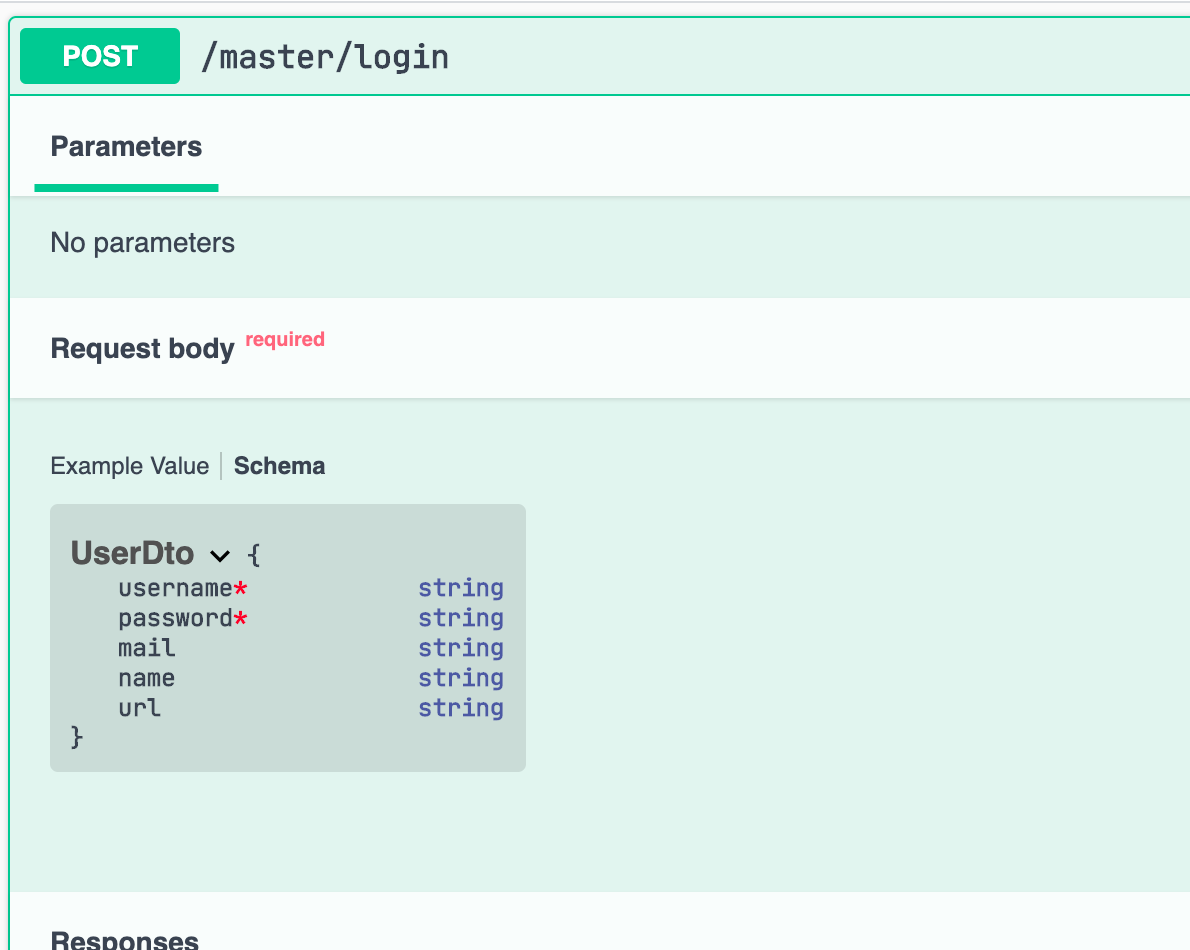 POST /master/login
Parameters
No parameters
Request body required
Example Value Schema
UserDto {
username* string
password* string
mail string
name string
url string
}
Responses